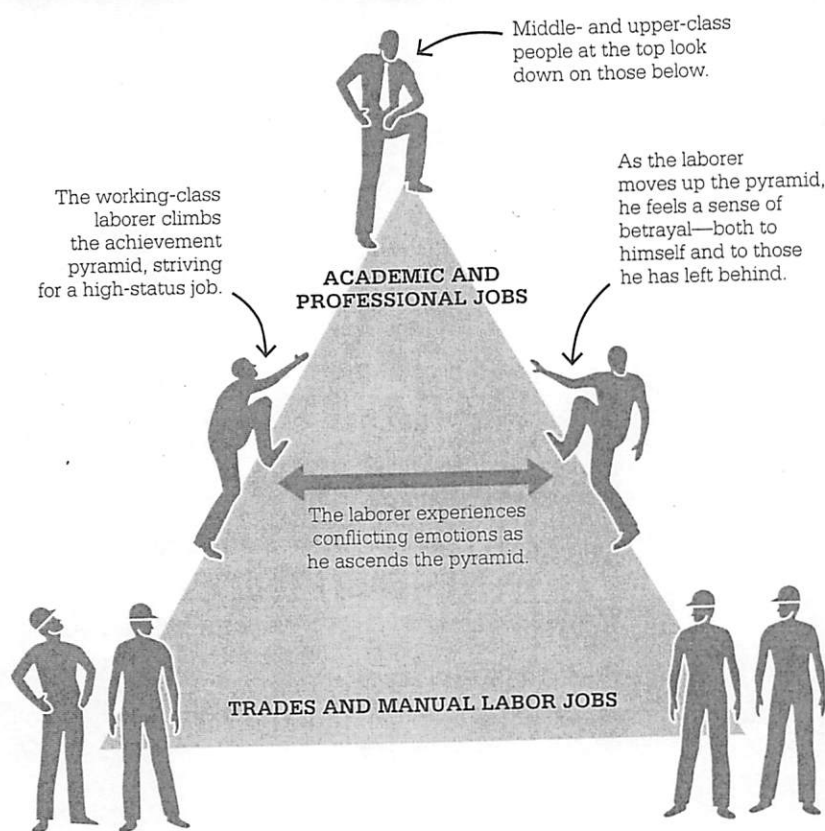 Middle- and upper-class
people at the top look
down on those below.
The working-class
laborer climbs
the achievement
pyramid, striving
for a high-status job.
As the laborer
moves up the pyramid,
he feels a sense of
betrayal—both to
himself and to those
he has left behind.
ACADEMIC AND
PROFESSIONAL JOBS
The laborer experiences
conflicting emotions as
he ascends the pyramid.
TRADES AND MANUAL LABOR JOBS